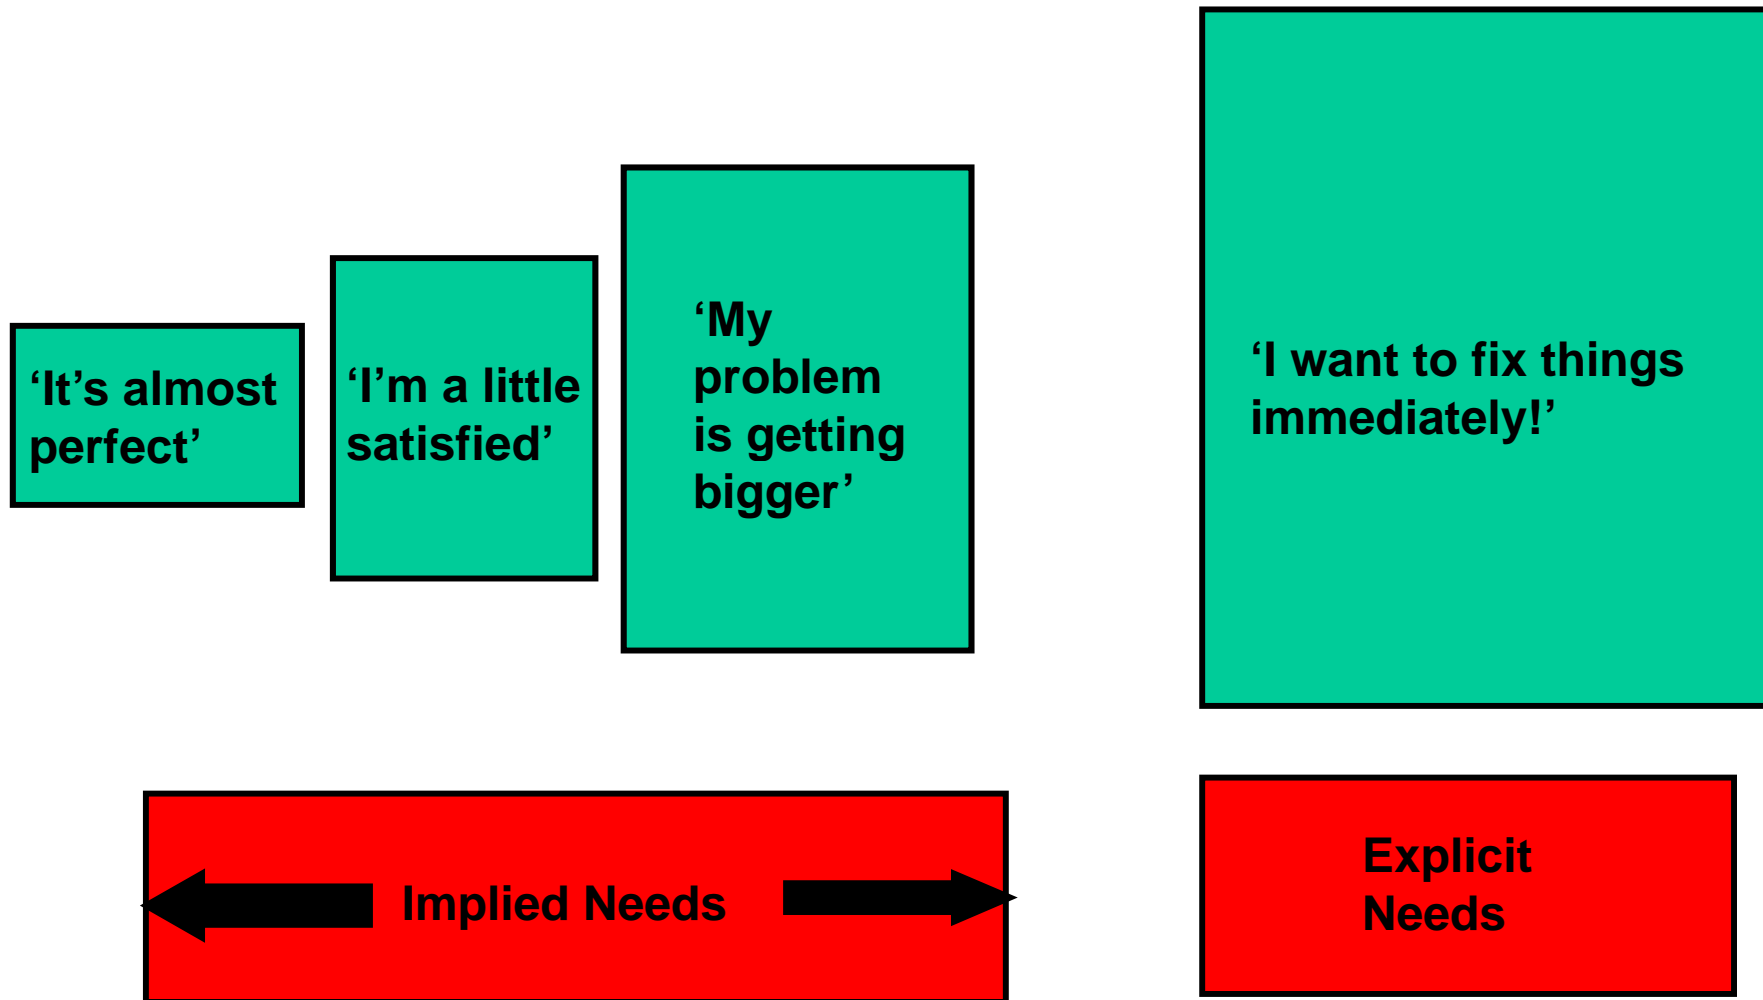 ‘It’s almost
perfect’
‘I’m a little
satisfied’
‘My
problem
is getting
bigger’
‘I want to fix things
immediately!’
Implied Needs
Explicit
Needs